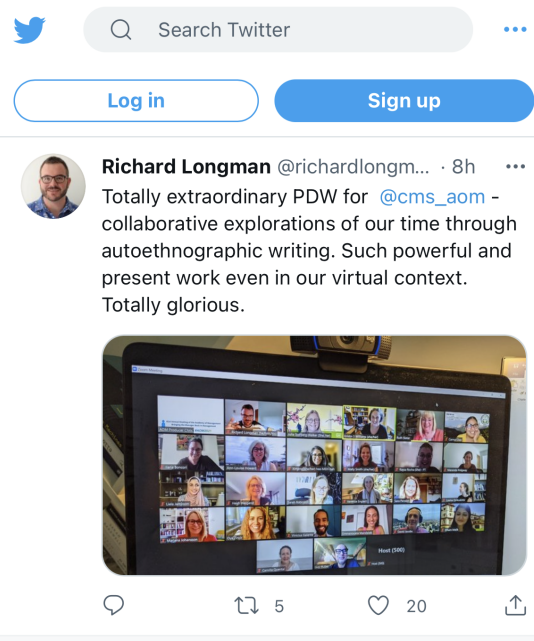 Search Twitter
Log in
Sign up
Richard Longman @richardlongm... · 8h
Totally extraordinary PDW for @cms_aom -
collaborative explorations of our time through
autoethnographic writing. Such powerful and
present work even in our virtual context.
Totally glorious.
Zoom Meeting
Host (500)
5
20